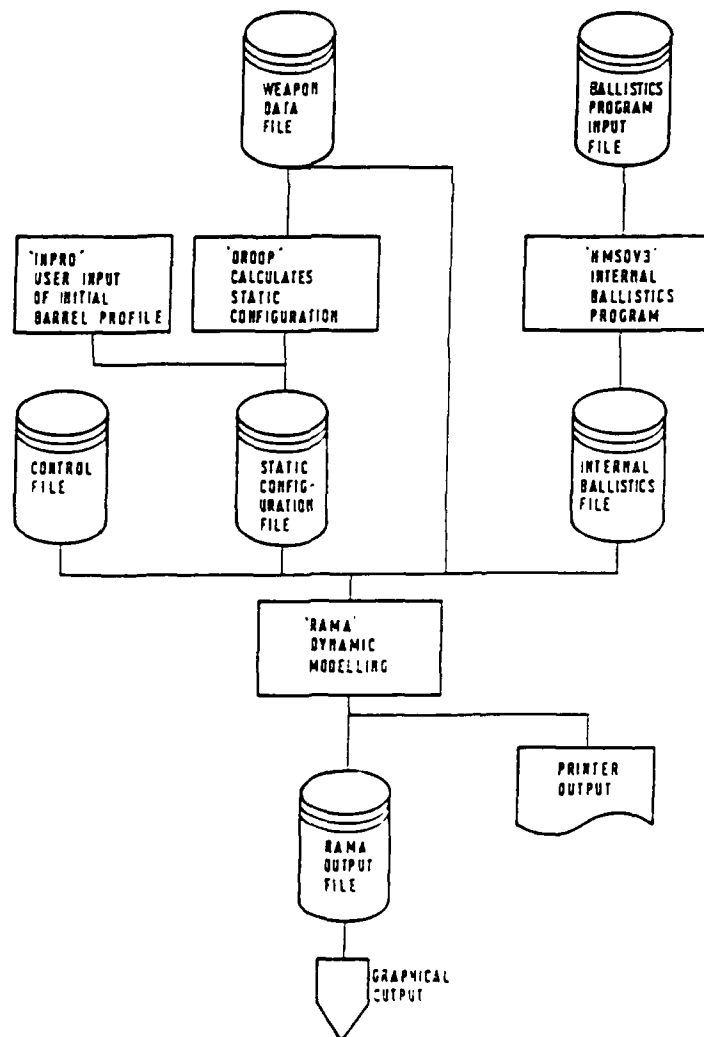 WEAPON
DATA
FILE
BALLISTICS
PROGRAM
INPUT
FILE
'INPRO'
USER INPUT
OF INITIAL
BARREL PROFILE
'DROOP'
CALCULATES
STATIC
CONFIGURATION
'HMSOV3'
INTERNAL
BALLISTICS
PROGRAM
CONTROL
FILE
STATIC
CONFIG-
URATION
FILE
INTERNAL
BALLISTICS
FILE
'RAMA'
DYNAMIC
MODELLING
PRINTER
OUTPUT
RAMA
OUTPUT
FILE
GRAPHICAL
OUTPUT